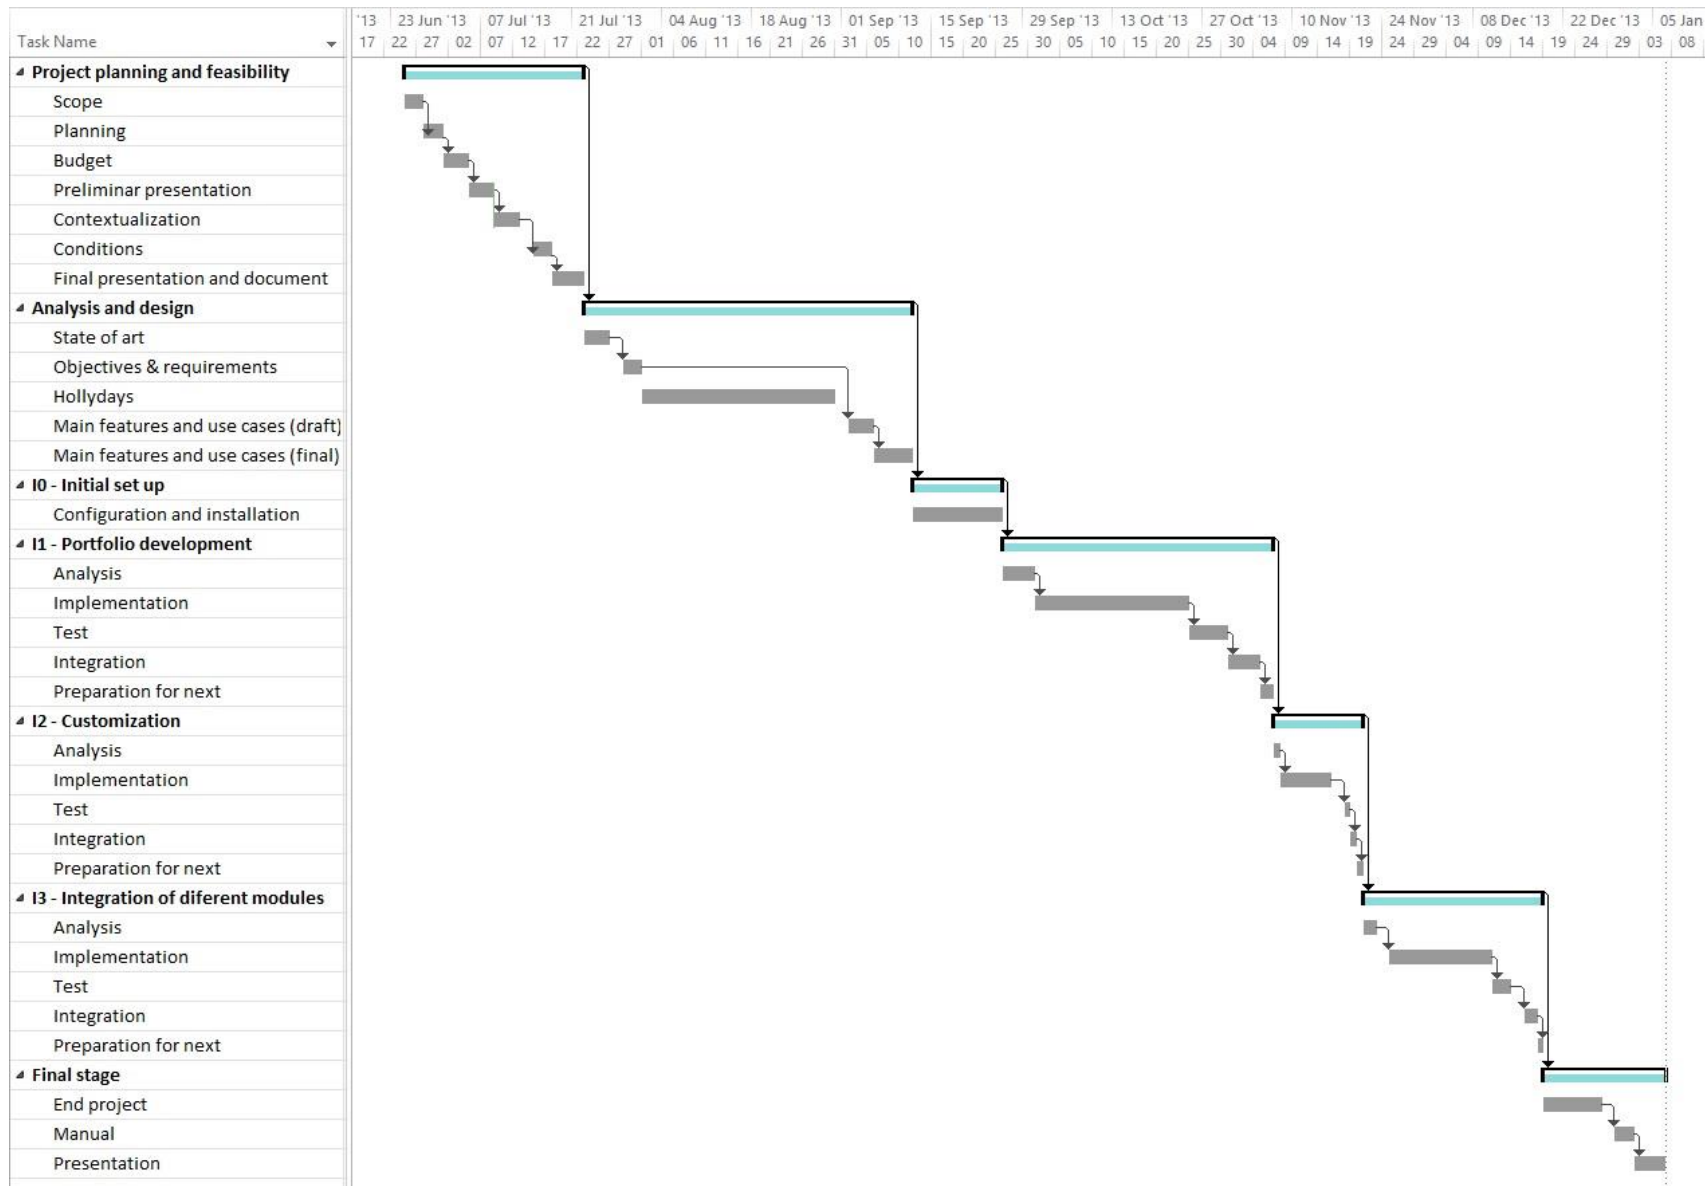 '13 23 Jun '13 07 Jul '13 21 Jul '13 04 Aug '13 18 Aug '13 01 Sep '13 15 Sep '13 29 Sep '13 13 Oct '13 27 Oct '13 10 Nov '13 24 Nov '13 08 Dec '13 22 Dec '13 05 Jan
Task Name 17 22 27 02 07 12 17 22 27 01 06 11 16 21 26 31 05 10 15 20 25 30 05 10 15 20 25 30 04 09 14 19 24 29 04 09 14 19 24 29 03 08
Project planning and feasibility
Scope
Planning
Budget
Preliminar presentation
Contextualization
Conditions
Final presentation and document
Analysis and design
State of art
Objectives & requirements
Hollydays
Main features and use cases (draft)
Main features and use cases (final)
I0 - Initial set up
Configuration and installation
I1 - Portfolio development
Analysis
Implementation
Test
Integration
Preparation for next
I2 - Customization
Analysis
Implementation
Test
Integration
Preparation for next
I3 - Integration of diferent modules
Analysis
Implementation
Test
Integration
Preparation for next
Final stage
End project
Manual
Presentation